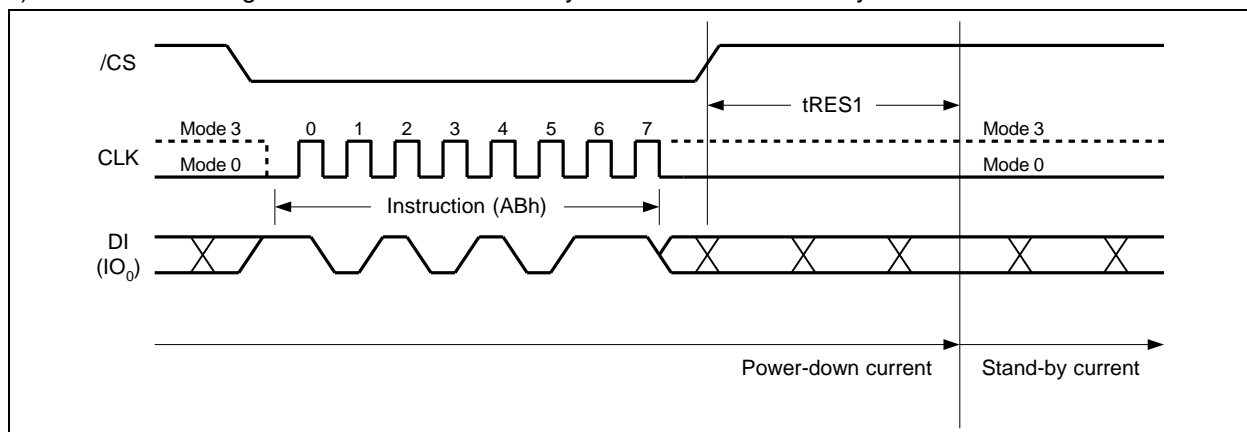 /CS
tRES1
Mode 3 0 1 2 3 4 5 6 7 Mode 3
CLK
Mode 0 Mode 0
Instruction (ABh)
DI
(IO₀)
Power-down current Stand-by current